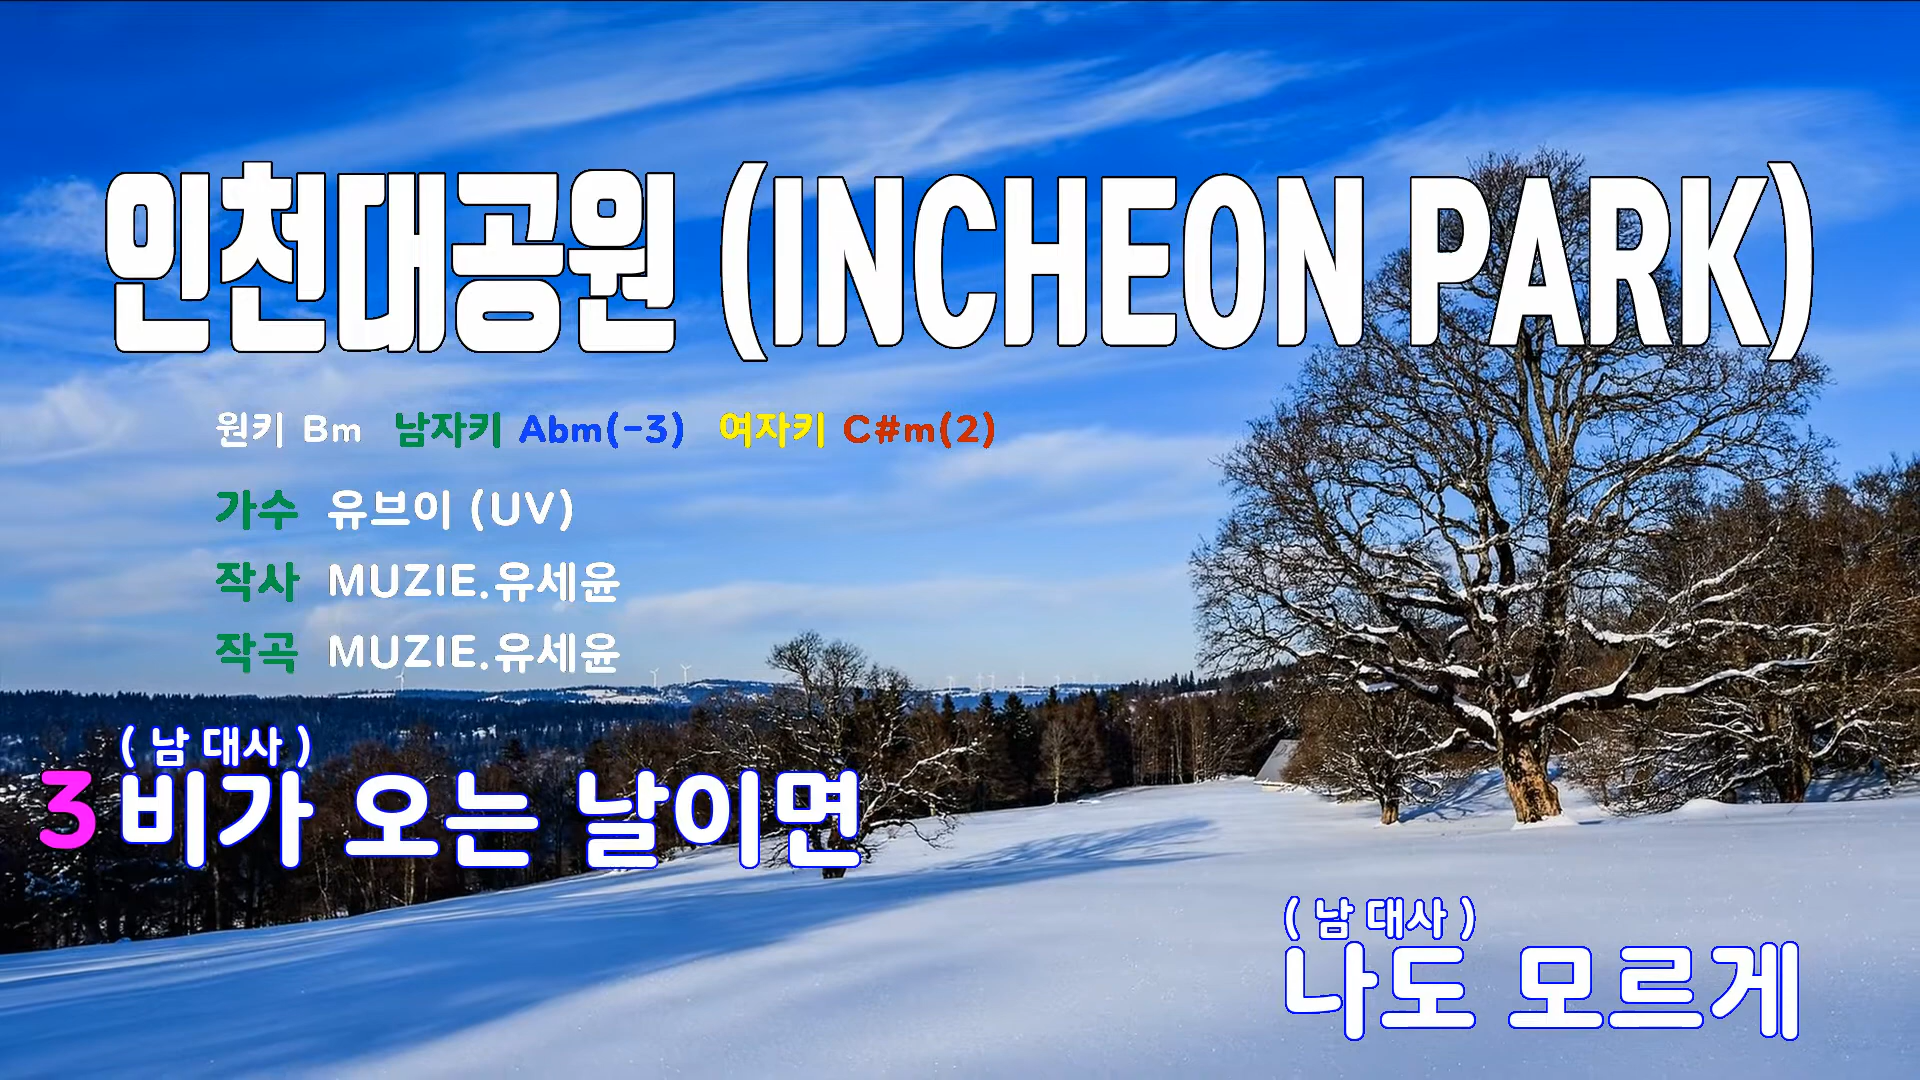 인천대공원 (INCHEON PARK)
원키 Bm 남자키 Abm(-3) 여자키 C#m(2)
가수 유브이 (UV)
작사 MUZIE.유세윤
작곡 MUZIE.유세윤
( 남 대사 )
3 비가 오는 날이면
( 남 대사 )
나도 모르게